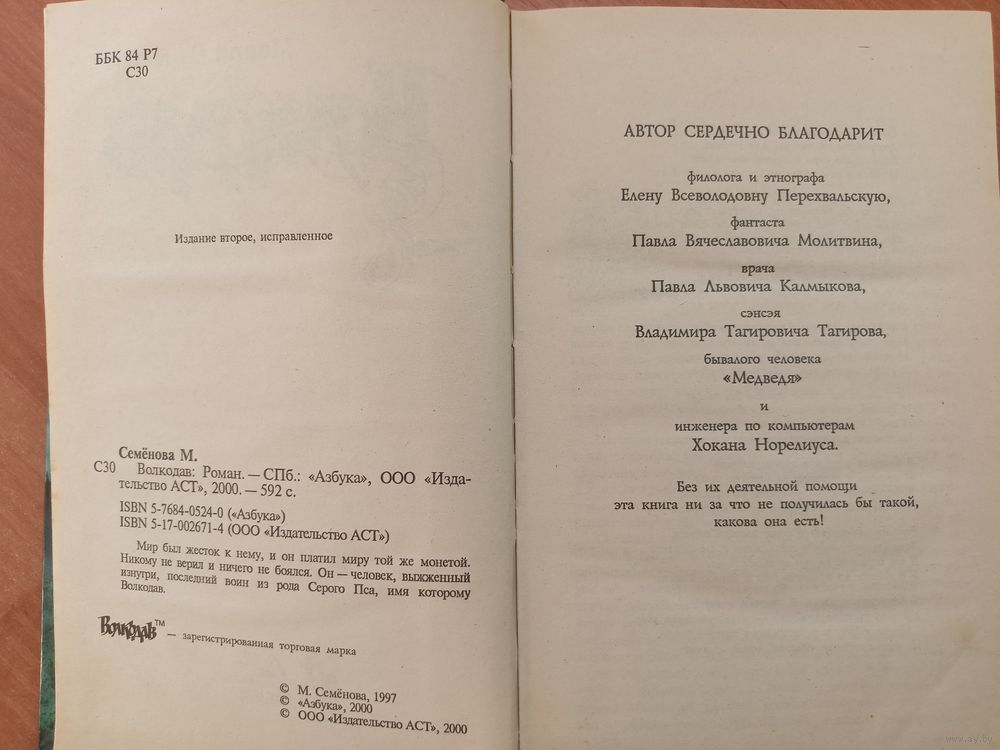 ББК 84 Р7
С30
Издание второе, исправленное
Семёнова М.
С30 Волкодав: Роман. — СПб.: «Азбука», ООО «Изда-
тельство АСТ», 2000. — 592 с.
ISBN 5-7684-0524-0 («Азбука»)
ISBN 5-17-002671-4 (ООО «Издательство АСТ»)
Мир был жесток к нему, и он платил миру той же монетой.
Никому не верил и ничего не боялся. Он — человек, выжженный
изнутри, последний воин из рода Серого Пса, имя которому
Волкодав.
Волкодав™ — зарегистрированная торговая марка
© М. Семёнова, 1997
© «Азбука», 2000
© ООО «Издательство АСТ», 2000
АВТОР СЕРДЕЧНО БЛАГОДАРИТ
филолога и этнографа
Елену Всеволодовну Перехвальскую,
фантаста
Павла Вячеславовича Молитвина,
врача
Павла Львовича Калмыкова,
сэнсэя
Владимира Тагировича Тагирова,
бывалого человека
«Медведя»
и
инженера по компьютерам
Хокана Норелиуса.
Без их деятельной помощи
эта книга ни за что не получилась бы такой,
какова она есть!
www.ay.by